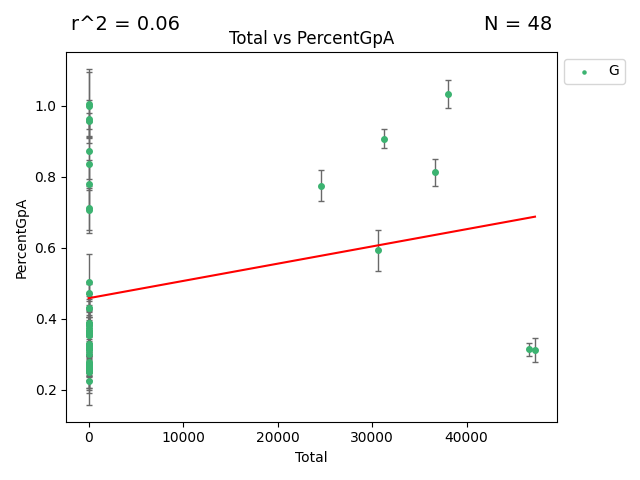 r^2 = 0.06
N = 48
Total vs PercentGpA
G
PercentGpA
1.0
0.8
0.6
0.4
0.2
0
10000
20000
30000
40000
Total